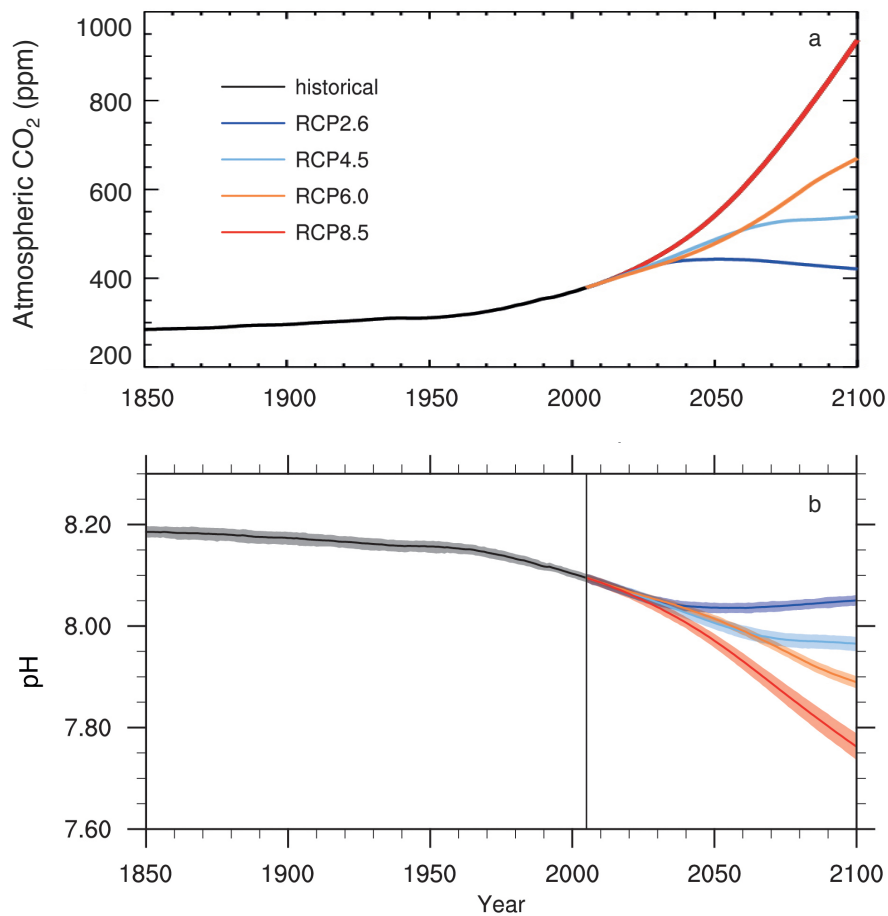 1000
800
600
400
200
Atmospheric CO₂ (ppm)
a
historical
RCP2.6
RCP4.5
RCP6.0
RCP8.5
1850 1900 1950 2000 2050 2100
b
8.20
8.00
7.80
7.60
pH
1850 1900 1950 2000 2050 2100
Year